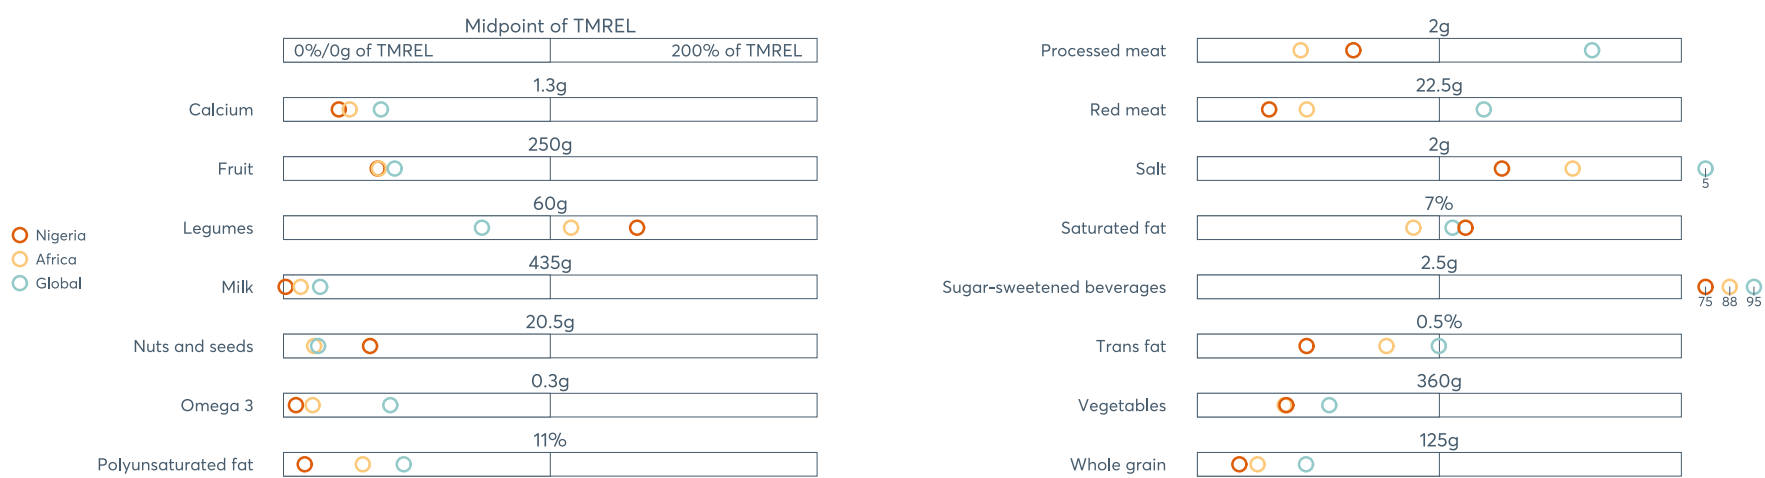 Midpoint of TMREL
0%/0g of TMREL
200% of TMREL
Calcium
1.3g
Fruit
250g
Legumes
60g
Milk
435g
Nuts and seeds
20.5g
Omega 3
0.3g
Polyunsaturated fat
11%
Nigeria
Africa
Global
Processed meat
2g
Red meat
22.5g
Salt
2g
5
Saturated fat
7%
Sugar-sweetened beverages
2.5g
75 88 95
Trans fat
0.5%
Vegetables
360g
Whole grain
125g